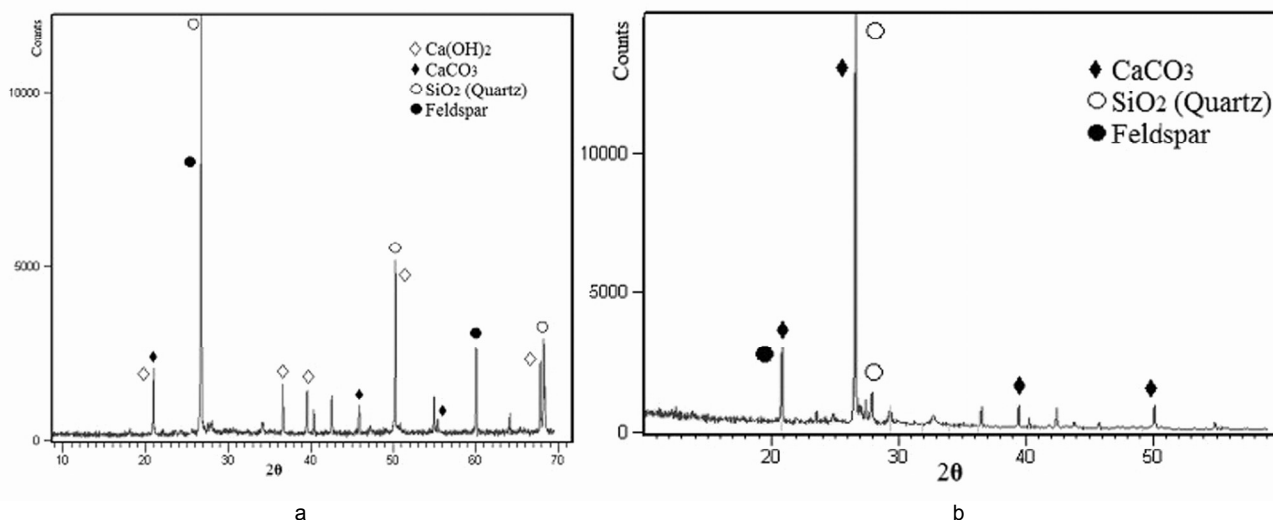 Counts
10000
5000
0
10
20
30
40
50
60
70
2θ
Ca(OH)2
CaCO3
SiO2 (Quartz)
Feldspar
a
Counts
10000
5000
0
20
30
40
50
2θ
CaCO3
SiO2 (Quartz)
Feldspar
b